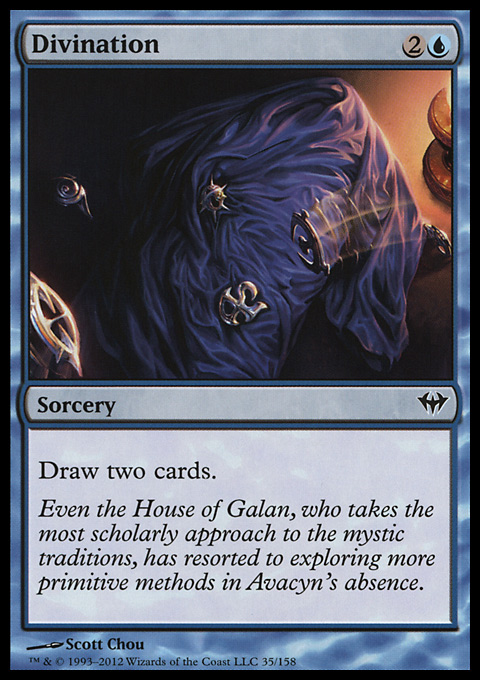 Divination 2
Sorcery
Draw two cards.
Even the House of Galan, who takes the
most scholarly approach to the mystic
traditions, has resorted to exploring more
primitive methods in Avacyn's absence.
Scott Chou
™ & © 1993–2012 Wizards of the Coast LLC 35/158